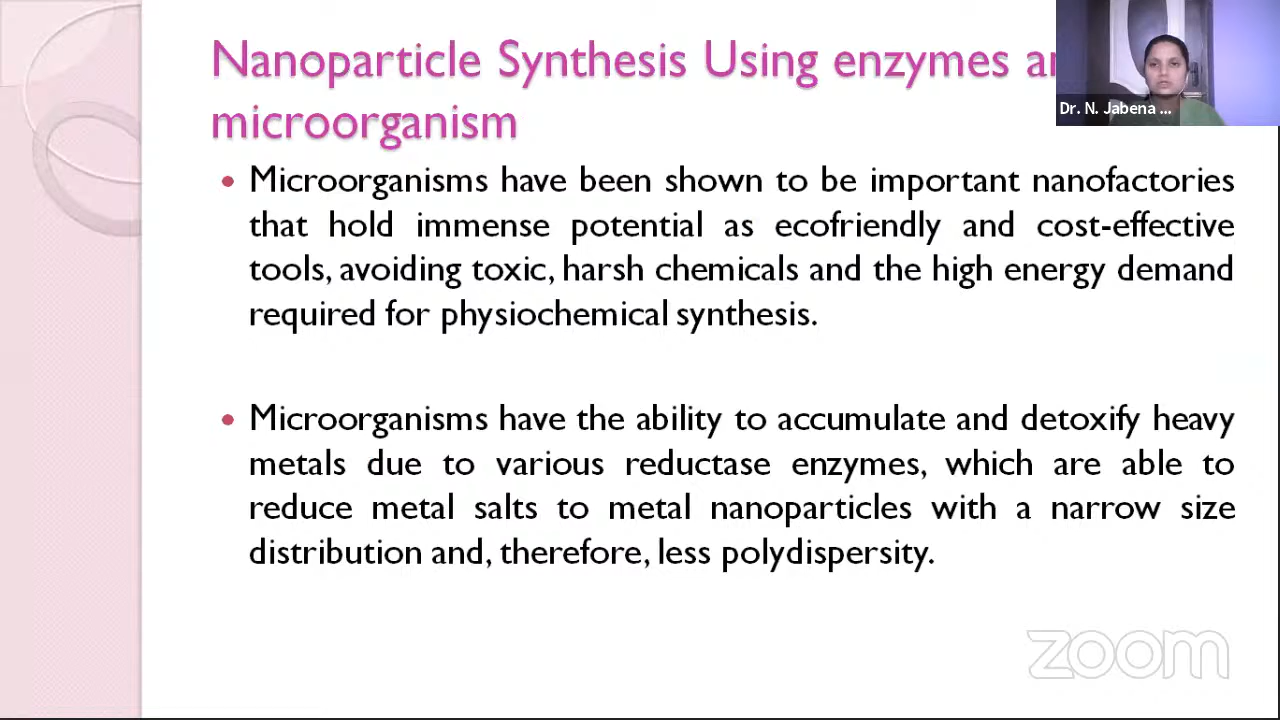 Nanoparticle Synthesis Using enzymes
microorganism
Dr. N. Jabena ...
• Microorganisms have been shown to be important nanofactories
that hold immense potential as ecofriendly and cost-effective
tools, avoiding toxic, harsh chemicals and the high energy demand
required for physiochemical synthesis.
• Microorganisms have the ability to accumulate and detoxify heavy
metals due to various reductase enzymes, which are able to
reduce metal salts to metal nanoparticles with a narrow size
distribution and, therefore, less polydispersity.
zoom